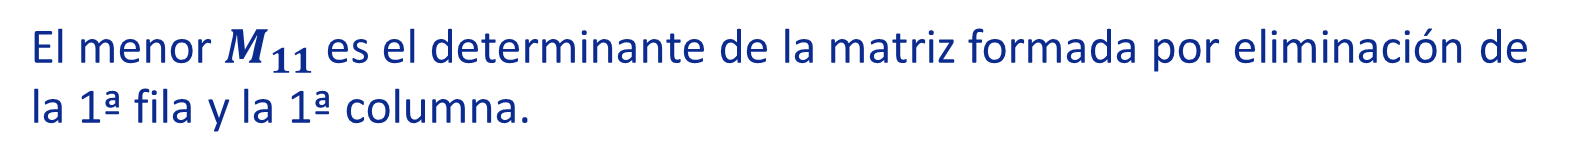 El menor M₁₁ es el determinante de la matriz formada por eliminación de
la 1ª fila y la 1ª columna.